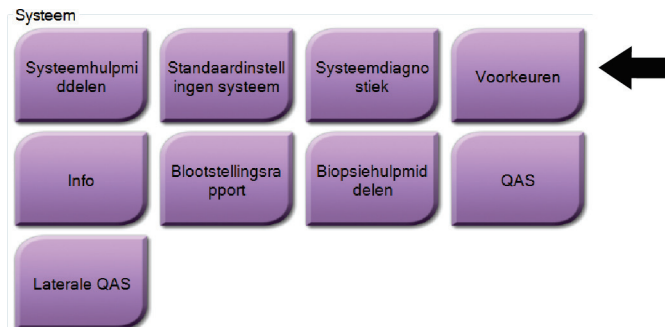 Systeem
Systeemhulpmi
ddelen
Standaardinstell
ingen systeem
Systeemdiagno
stiek
Voorkeuren
Info
Blootstellingsra
pport
Biopsiehulpmid
delen
QAS
Laterale QAS